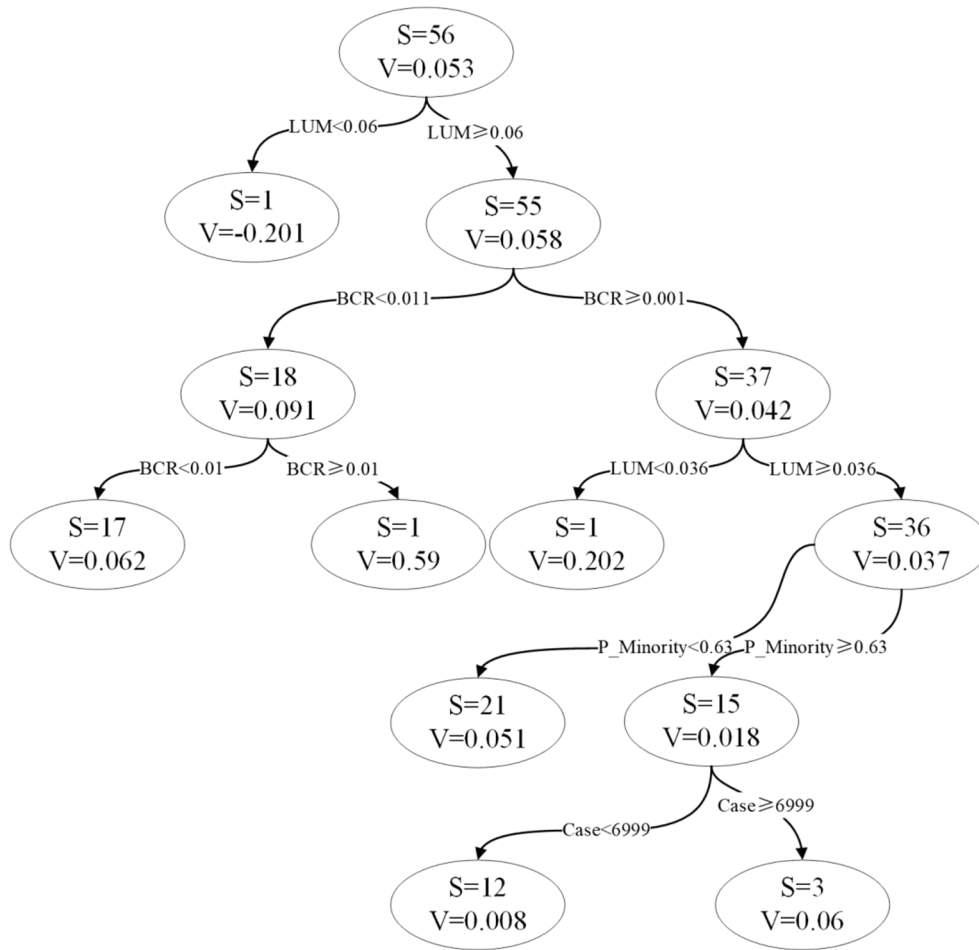 S=56
V=0.053
LUM<0.06
LUM≥0.06
S=1
V=-0.201
S=55
V=0.058
BCR<0.011
BCR≥0.001
S=18
V=0.091
S=37
V=0.042
BCR<0.01
BCR≥0.01
LUM<0.036
LUM≥0.036
S=17
V=0.062
S=1
V=0.59
S=1
V=0.202
S=36
V=0.037
P_Minority<0.63
P_Minority≥0.63
S=21
V=0.051
S=15
V=0.018
Case<6999
Case≥6999
S=12
V=0.008
S=3
V=0.06